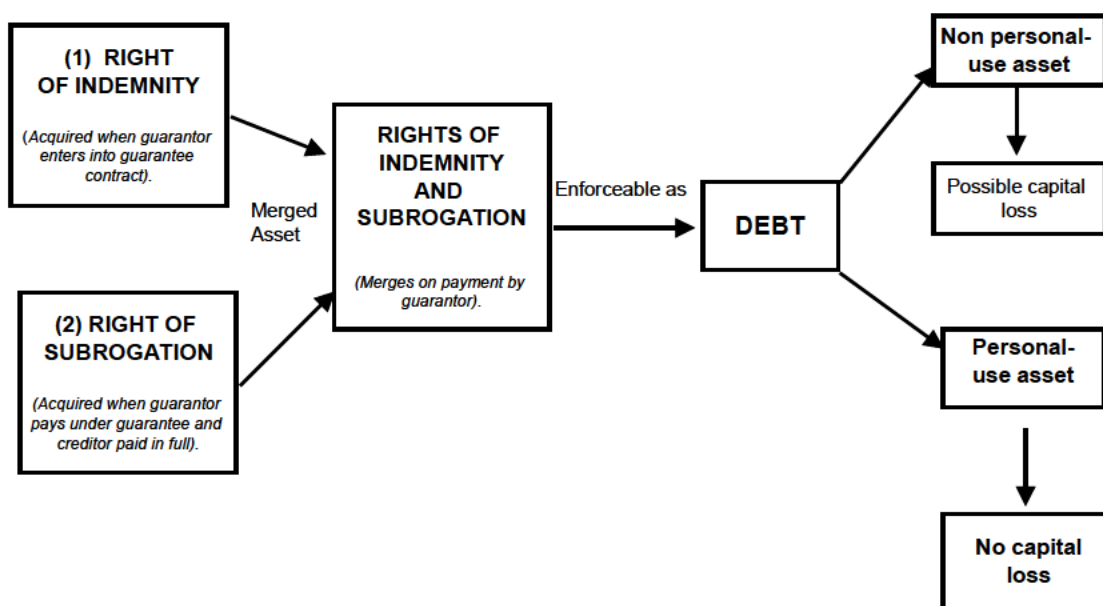 (1) RIGHT
OF INDEMNITY
(Acquired when guarantor
enters into guarantee
contract).
(2) RIGHT OF
SUBROGATION
(Acquired when guarantor
pays under guarantee and
creditor paid in full).
Merged
Asset
RIGHTS OF
INDEMNITY
AND
SUBROGATION
(Merges on payment by
guarantor).
Enforceable as
DEBT
Non personal-
use asset
Possible capital
loss
Personal-
use asset
No capital
loss